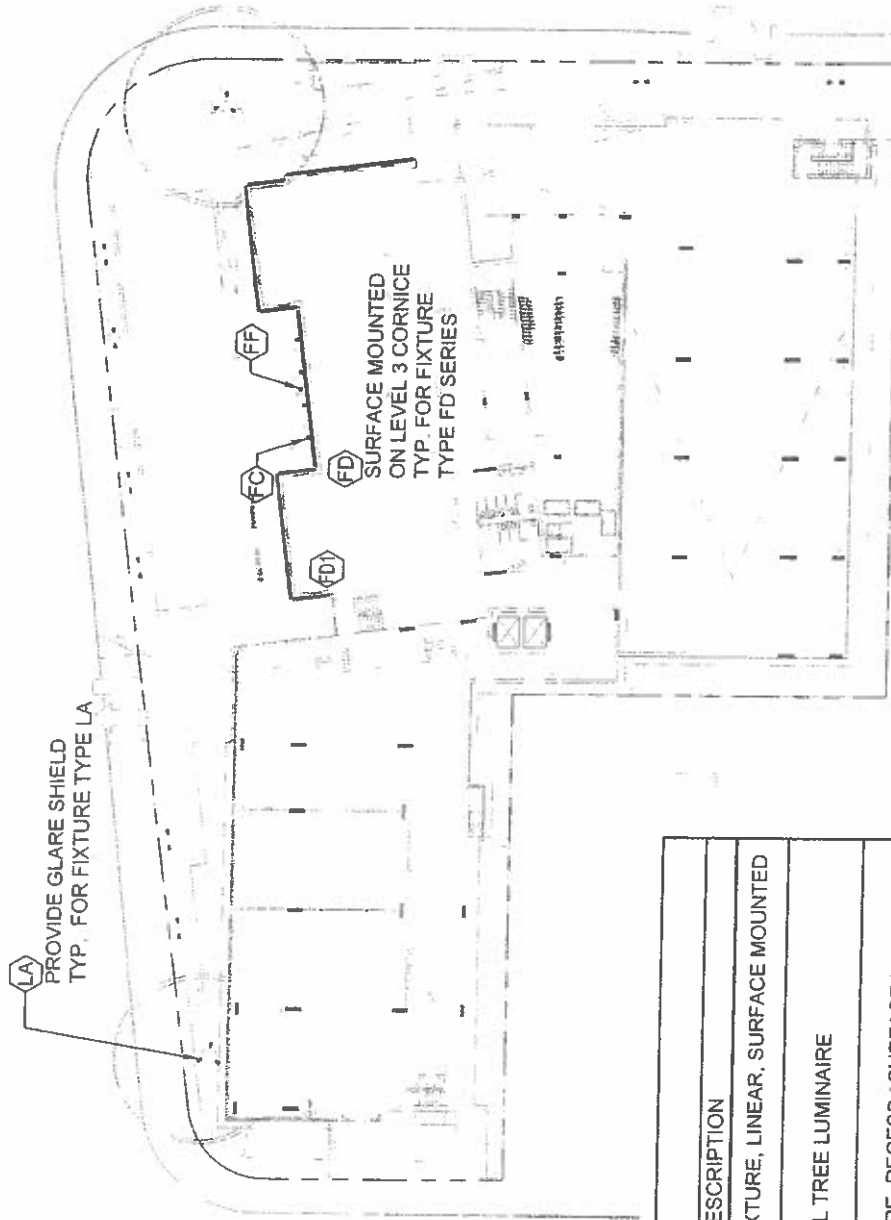 LA
PROVIDE GLARE SHIELD
TYP. FOR FIXTURE TYPE LA
FF
FC
FD
SURFACE MOUNTED
ON LEVEL 3 CORNICE
TYP. FOR FIXTURE
TYPE FD SERIES
FD1
ESCRIPTION
XTURE, LINEAR, SURFACE MOUNTED
L TREE LUMINAIRE